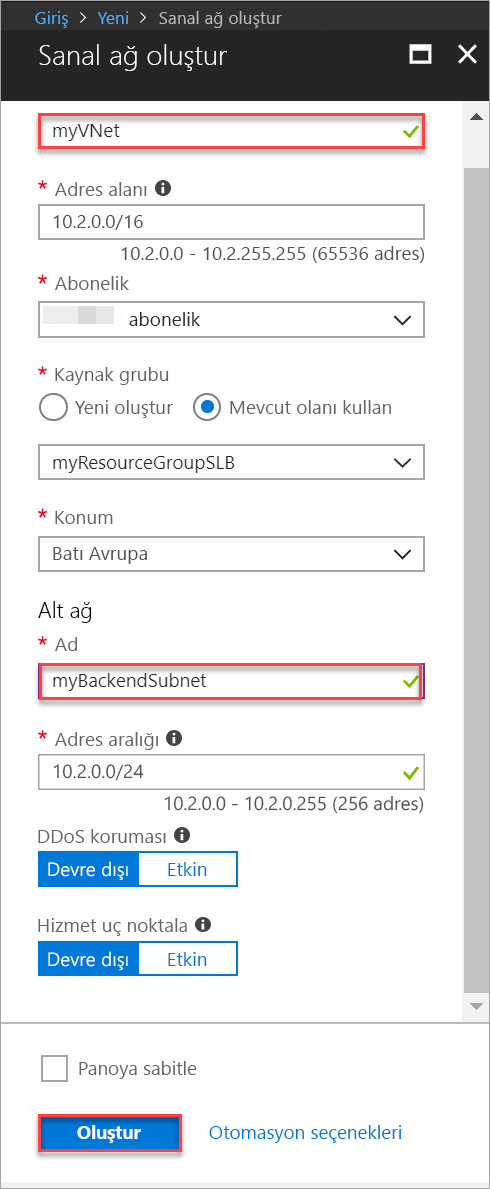 Giriş > Yeni > Sanal ağ oluştur
Sanal ağ oluştur
myVNet
* Adres alanı
10.2.0.0/16
10.2.0.0 - 10.2.255.255 (65536 adres)
* Abonelik
abonelik
* Kaynak grubu
Yeni oluştur Mevcut olanı kullan
myResourceGroupSLB
* Konum
Batı Avrupa
Alt ağ
* Ad
myBackendSubnet
* Adres aralığı
10.2.0.0/24
10.2.0.0 - 10.2.0.255 (256 adres)
DDoS koruması
Devre dışı Etkin
Hizmet uç noktala
Devre dışı Etkin
Panoya sabitle
Oluştur Otomasyon seçenekleri